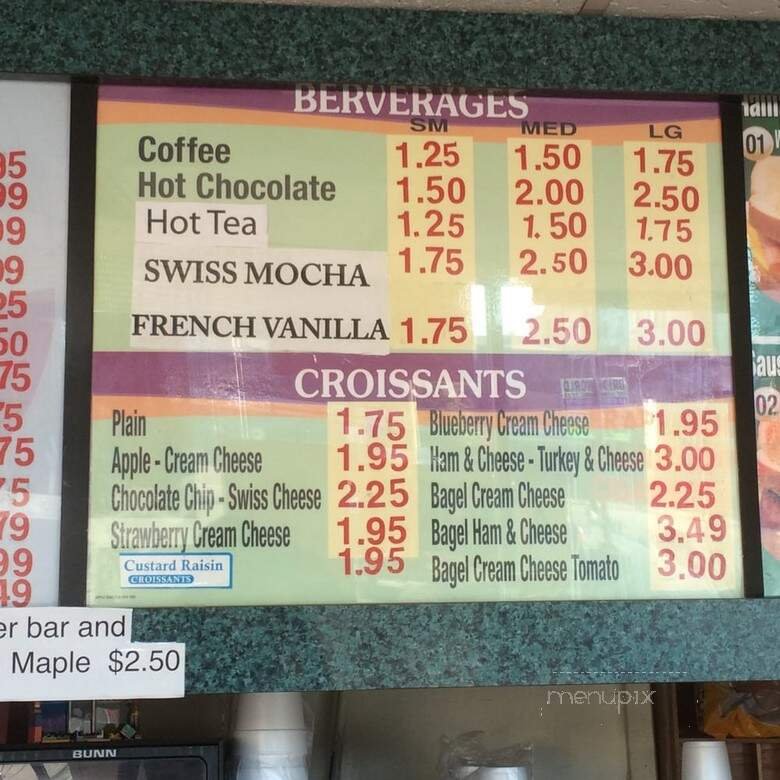 BERVERAGES
SM MED LG
Coffee 1.25 1.50 1.75
Hot Chocolate 1.50 2.00 2.50
Hot Tea 1.25 1.50 1.75
SWISS MOCHA 1.75 2.50 3.00
FRENCH VANILLA 1.75 2.50 3.00
CROISSANTS
Plain 1.75 Blueberry Cream Cheese 1.95
Apple - Cream Cheese 1.95 Ham & Cheese - Turkey & Cheese 3.00
Chocolate Chip - Swiss Cheese 2.25 Bagel Cream Cheese 2.25
Strawberry Cream Cheese 1.95 Bagel Ham & Cheese 3.49
Custard Raisin 1.95 Bagel Cream Cheese Tomato 3.00
CROISSANTS
01
02
bar and
Maple $2.50
menupix
BUNN